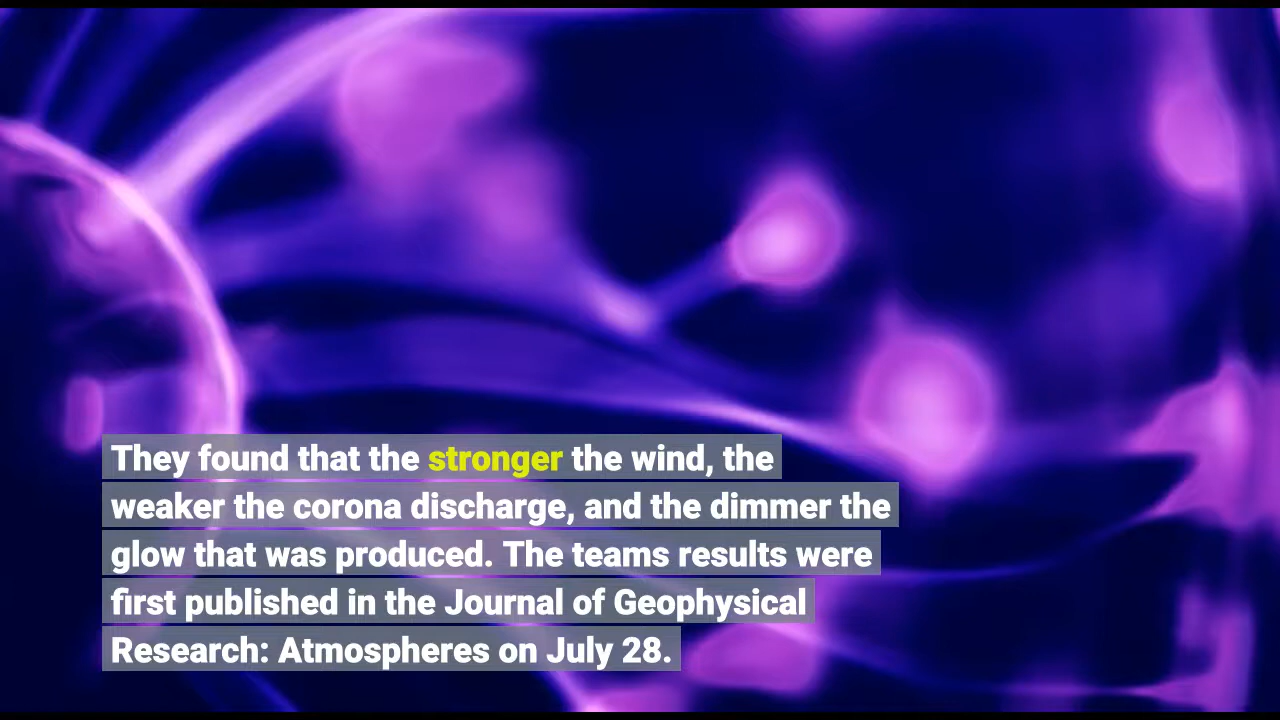 They found that the stronger the wind, the
weaker the corona discharge, and the dimmer the
glow that was produced. The teams results were
first published in the Journal of Geophysical
Research: Atmospheres on July 28.